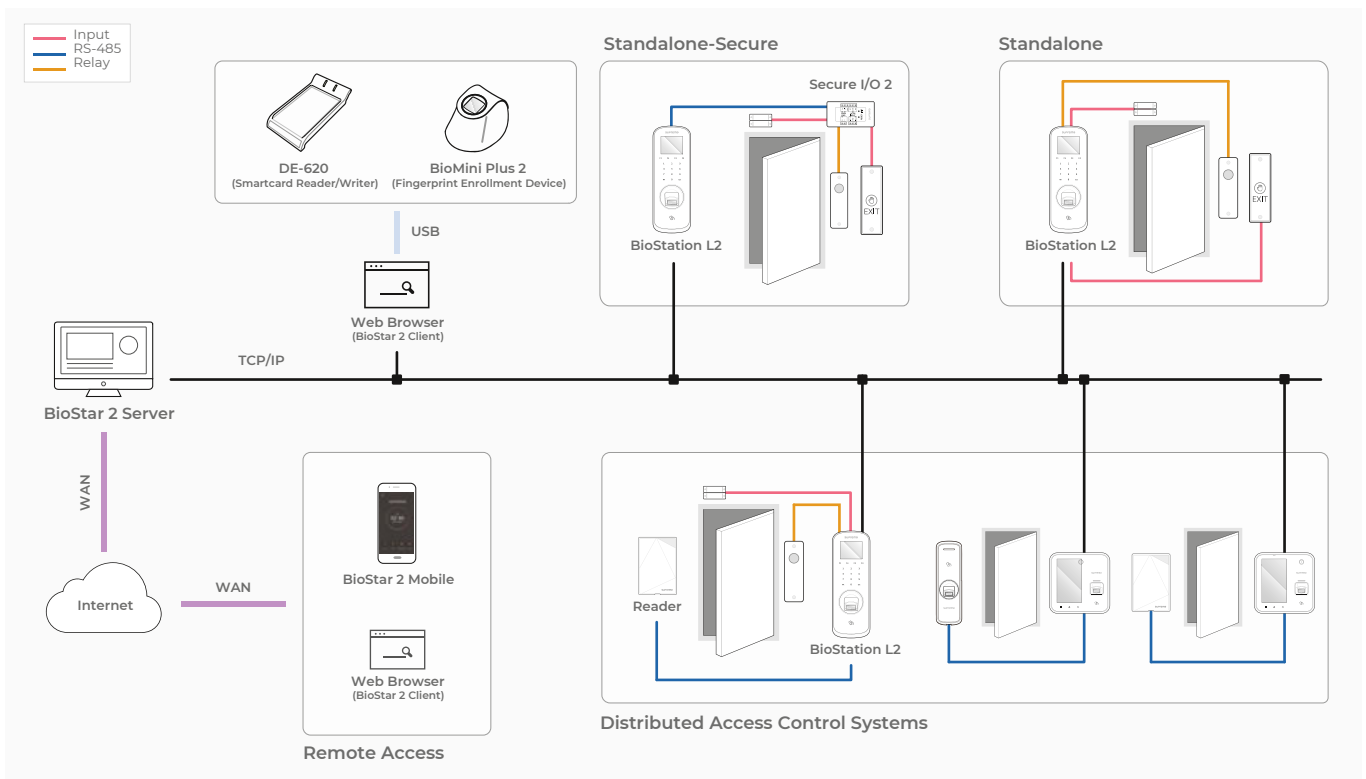 Input
RS-485
Relay
Standalone-Secure
Standalone
Secure I/O 2
DE-620
(Smartcard Reader/Writer)
BioMini Plus 2
(Fingerprint Enrollment Device)
EXIT
BioStation L2
EXIT
BioStation L2
USB
Web Browser
(BioStar 2 Client)
TCP/IP
BioStar 2 Server
WAN
Internet
WAN
BioStar 2 Mobile
Web Browser
(BioStar 2 Client)
Remote Access
Reader
BioStation L2
Distributed Access Control Systems